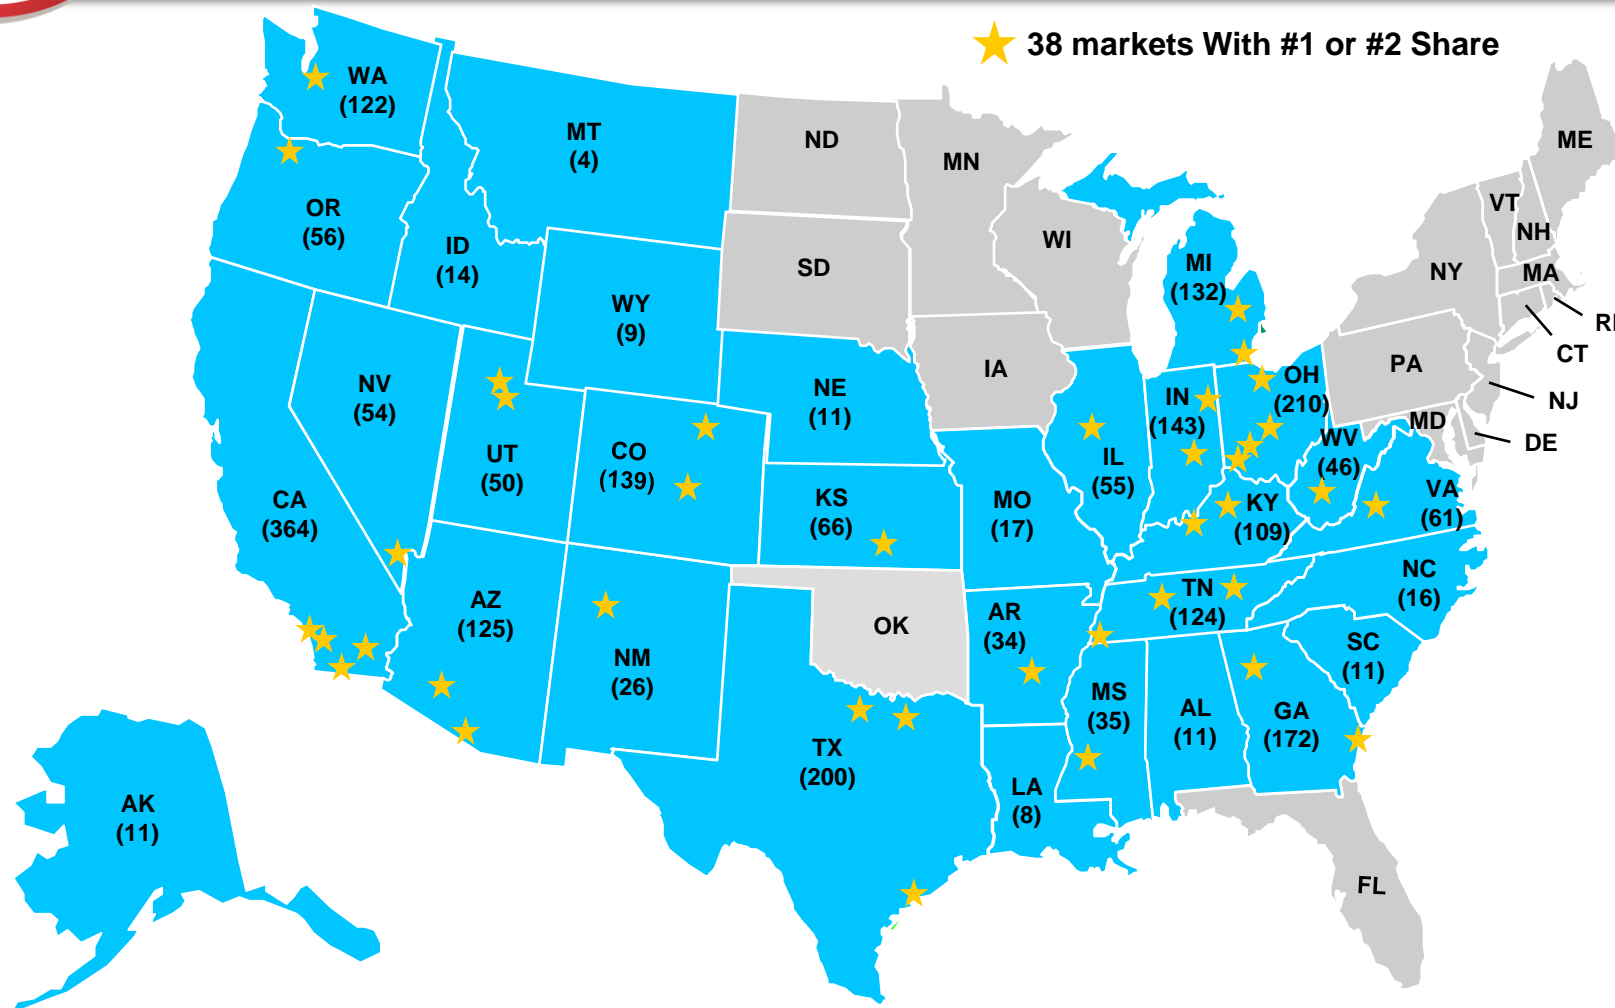 38 markets With #1 or #2 Share
WA
(122)
MT
(4)
ND
MN
ME
VT
NH
OR
(56)
ID
(14)
WI
NY
MA
SD
MI
(132)
WY
(9)
RI
CT
IA
PA
NV
(54)
NE
(11)
IN
(143)
OH
(210)
NJ
MD
DE
UT
(50)
CO
(139)
IL
(55)
WV
(46)
CA
(364)
KS
(66)
MO
(17)
KY
(109)
VA
(61)
AZ
(125)
OK
AR
(34)
TN
(124)
NC
(16)
NM
(26)
SC
(11)
MS
(35)
AL
(11)
GA
(172)
TX
(200)
LA
(8)
AK
(11)
FL